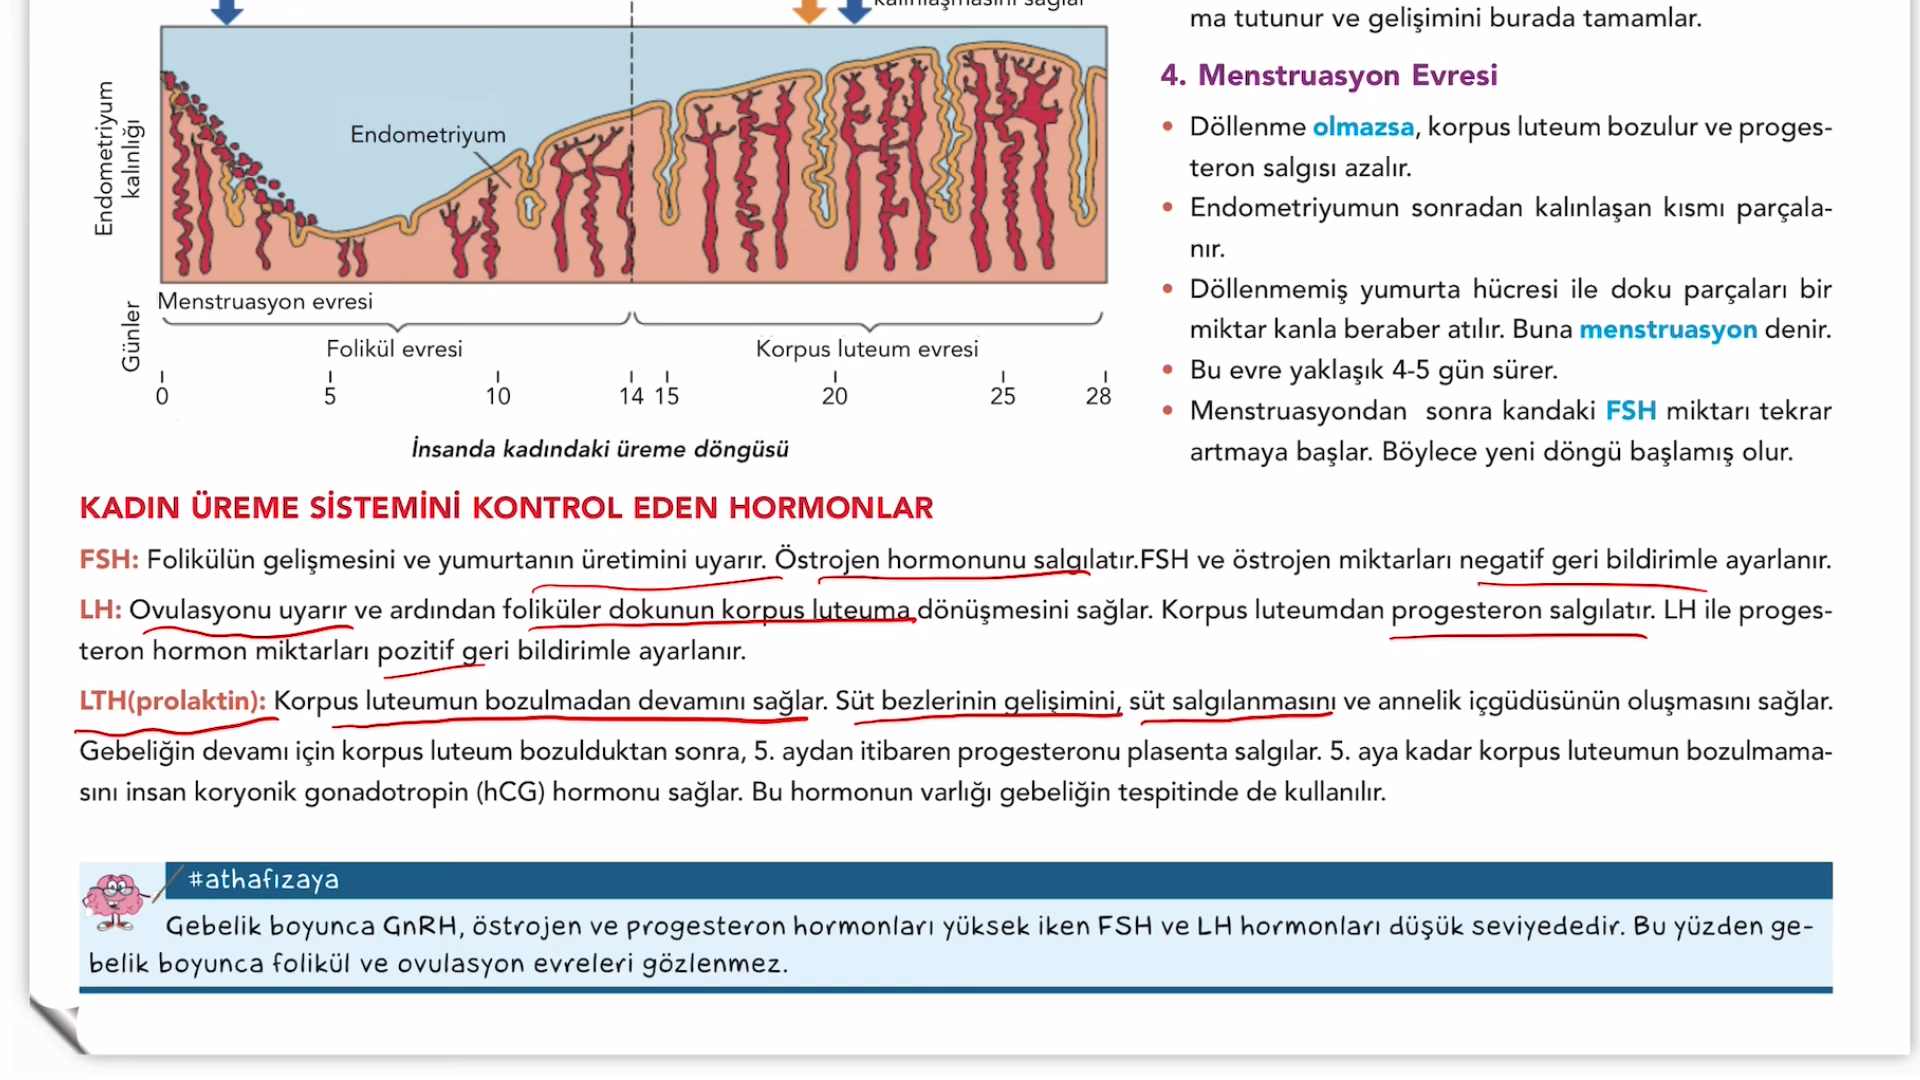 kalınlaşmasını sağlar
Endometriyum
kalınlığı
Endometriyum
Günler
Menstruasyon evresi
Folikül evresi
Korpus luteum evresi
0 5 10 14 15 20 25 28
İnsanda kadındaki üreme döngüsü
ma tutunur ve gelişimini burada tamamlar.
4. Menstruasyon Evresi
• Döllenme olmazsa, korpus luteum bozulur ve proges-
teron salgısı azalır.
• Endometriyumun sonradan kalınlaşan kısmı parçala-
nır.
• Döllenmemiş yumurta hücresi ile doku parçaları bir
miktar kanla beraber atılır. Buna menstruasyon denir.
• Bu evre yaklaşık 4-5 gün sürer.
• Menstruasyondan sonra kandaki FSH miktarı tekrar
artmaya başlar. Böylece yeni döngü başlamış olur.
KADIN ÜREME SİSTEMİNİ KONTROL EDEN HORMONLAR
FSH: Folikülün gelişmesini ve yumurtanın üretimini uyarır. Östrojen hormonunu salgılatır.FSH ve östrojen miktarları negatif geri bildirimle ayarlanır.
LH: Ovulasyonu uyarır ve ardından foliküler dokunun korpus luteuma dönüşmesini sağlar. Korpus luteumdan progesteron salgılatır. LH ile proges-
teron hormon miktarları pozitif geri bildirimle ayarlanır.
LTH(prolaktin): Korpus luteumun bozulmadan devamını sağlar. Süt bezlerinin gelişimini, süt salgılanmasını ve annelik içgüdüsünün oluşmasını sağlar.
Gebeliğin devamı için korpus luteum bozulduktan sonra, 5. aydan itibaren progesteronu plasenta salgılar. 5. aya kadar korpus luteumun bozulmama-
sını insan koryonik gonadotropin (hCG) hormonu sağlar. Bu hormonun varlığı gebeliğin tespitinde de kullanılır.
#athafızaya
Gebelik boyunca GnRH, östrojen ve progesteron hormonları yüksek iken FSH ve LH hormonları düşük seviyededir. Bu yüzden ge-
belik boyunca folikül ve ovulasyon evreleri gözlenmez.